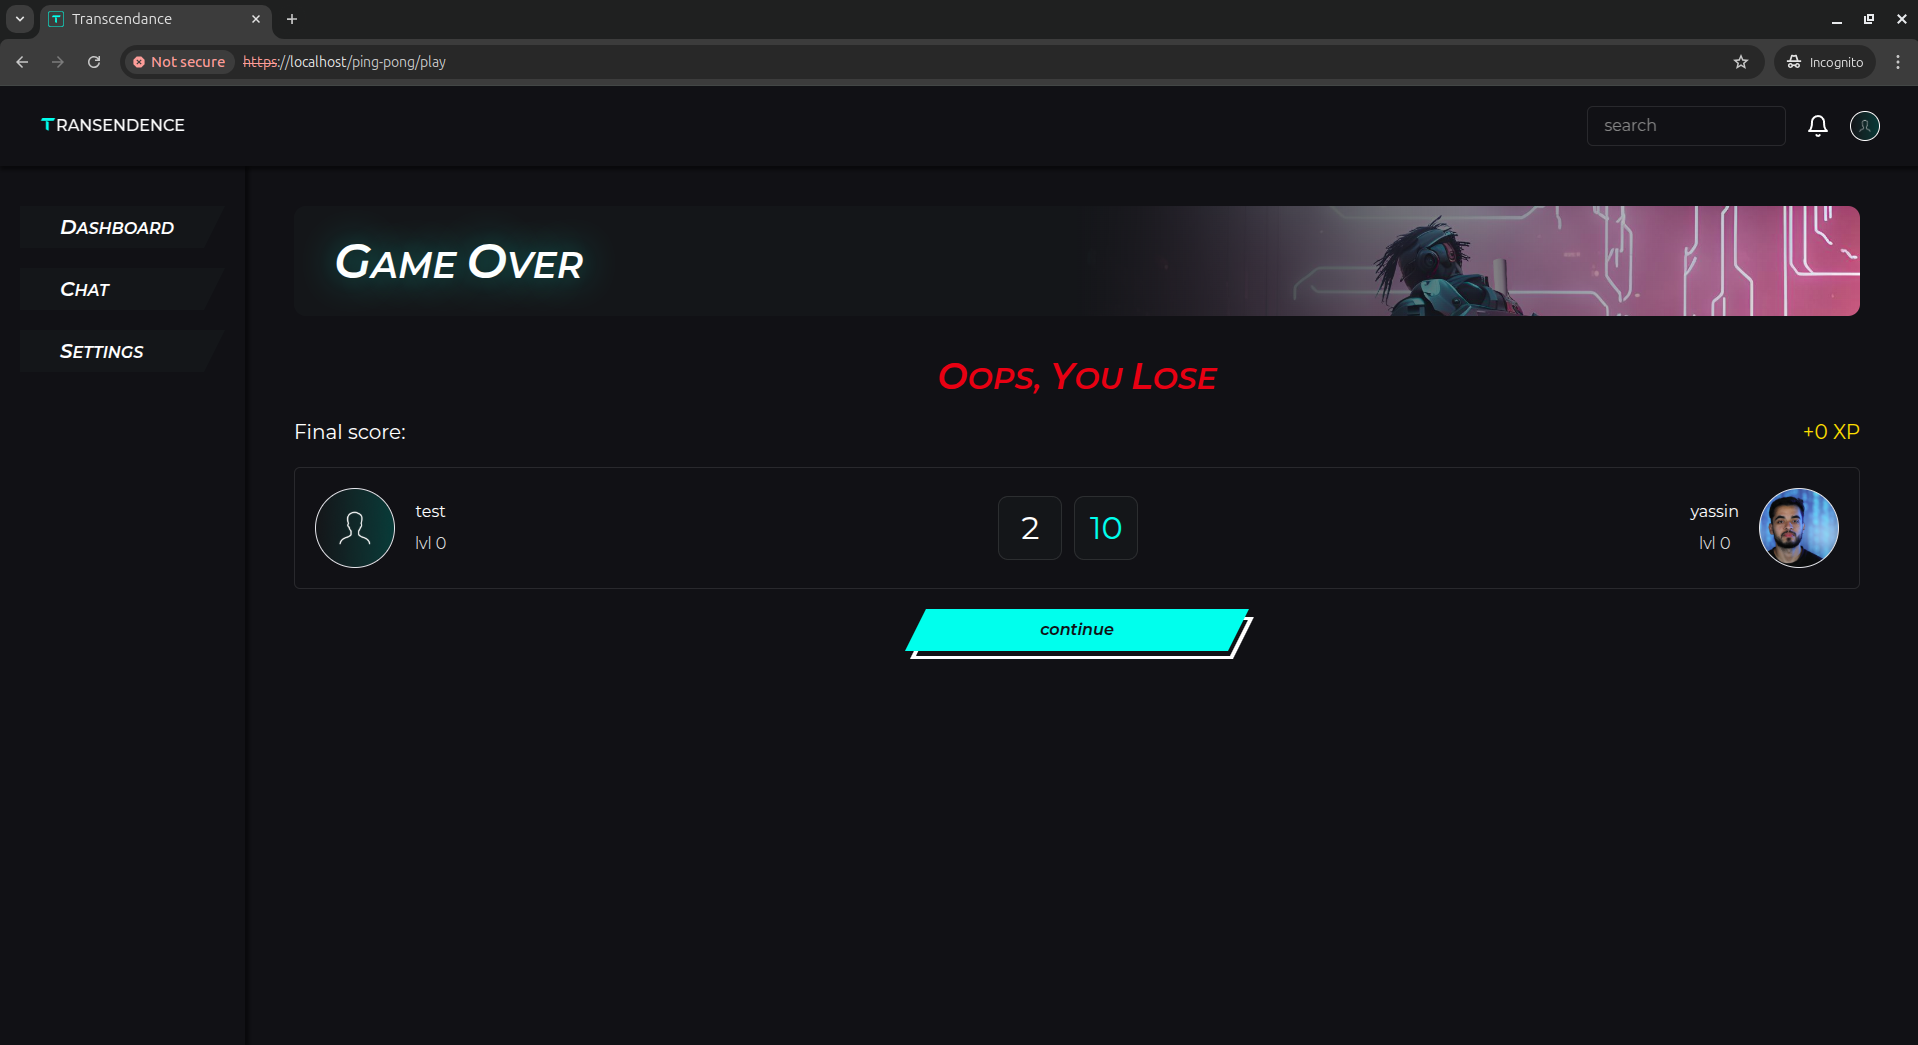 Transcendance
Not secure https://localhost/ping-pong/play
Incognito
TRANSENDENCE
search
DASHBOARD
CHAT
SETTINGS
GAME OVER
OOPS, YOU LOSE
Final score:
+0 XP
test
lvl 0
2
10
yassin
lvl 0
continue